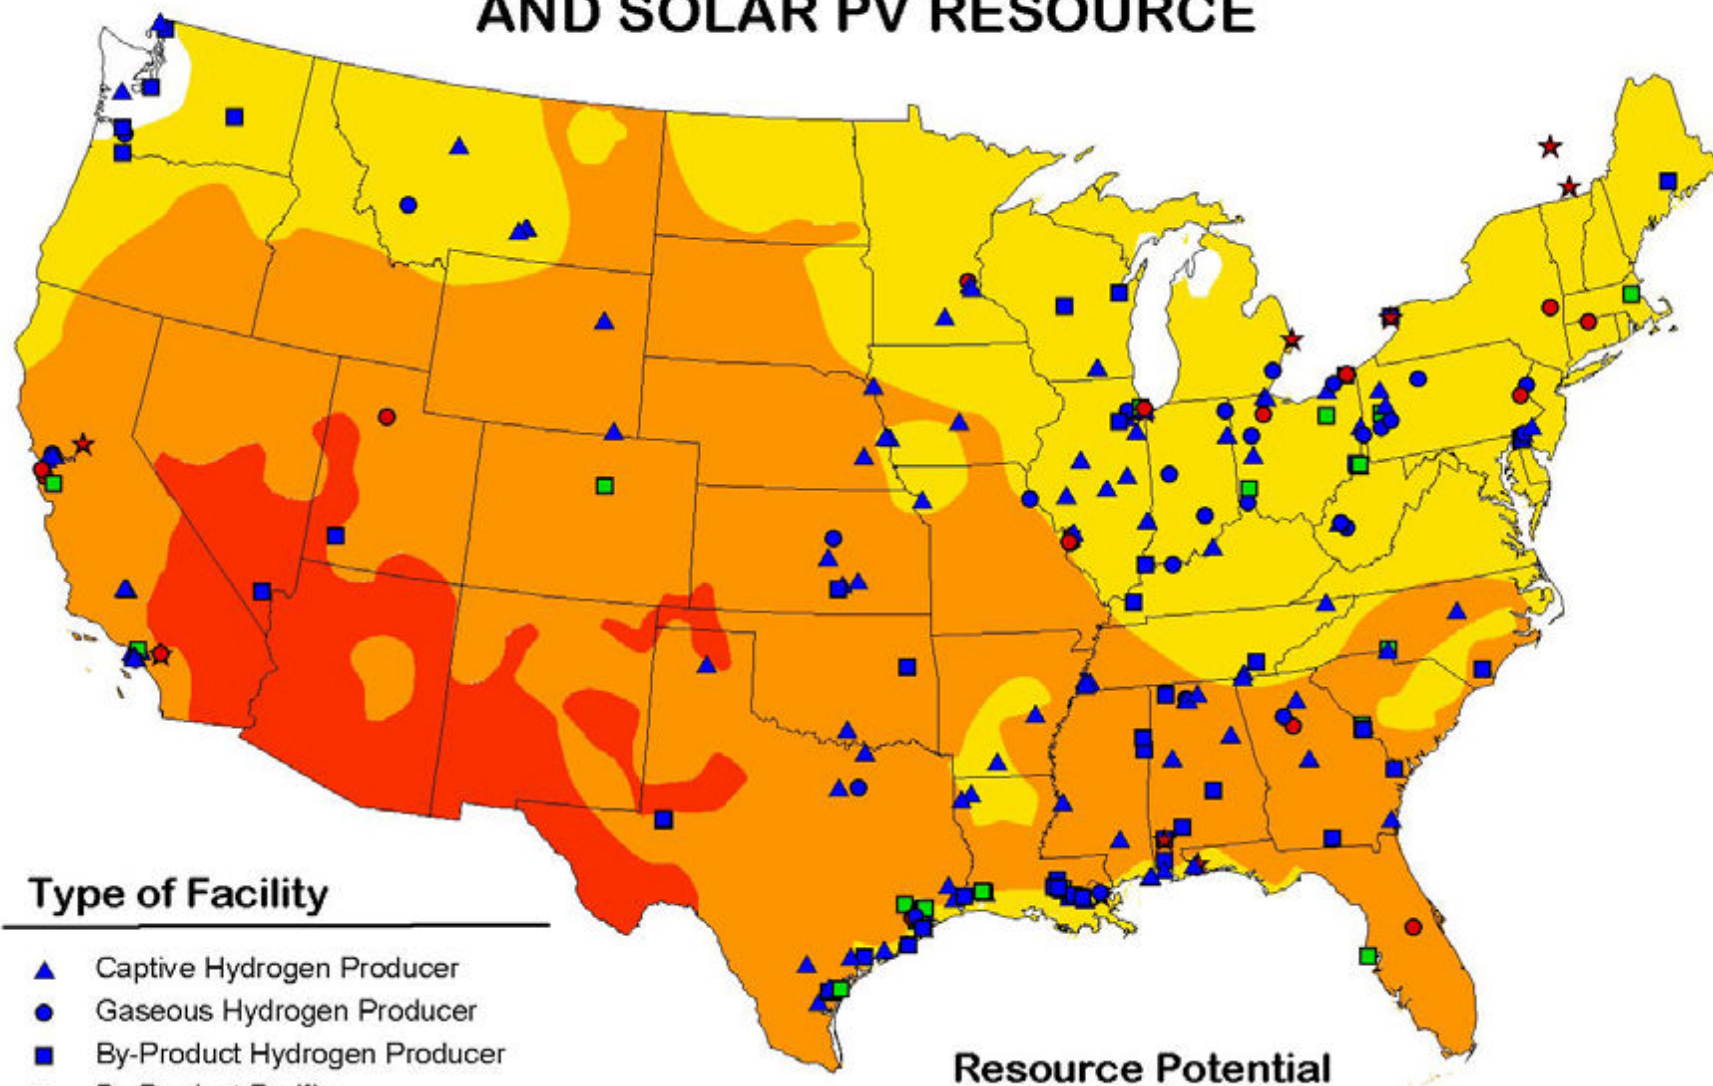 AND SOLAR PV RESOURCE
Type of Facility
Captive Hydrogen Producer
Gaseous Hydrogen Producer
By-Product Hydrogen Producer
Resource Potential